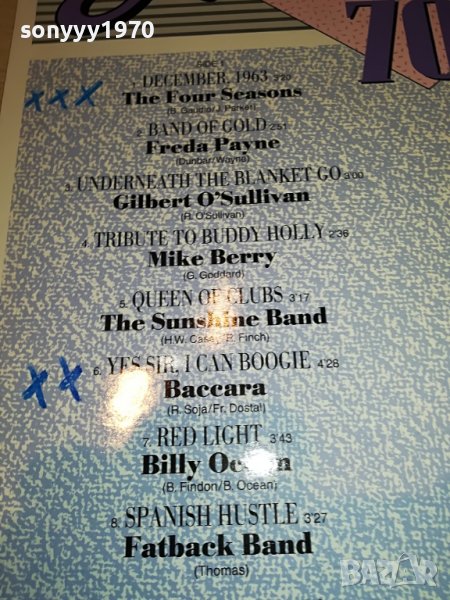 sonyyy1970
70
SIDE 1
1. DECEMBER, 1963 3'20
The Four Seasons
(B. Gaudio/J. Parker)
2. BAND OF GOLD 2'51
Freda Payne
(Dunbar/Wayne)
3. UNDERNEATH THE BLANKET GO 3'00
Gilbert O'Sullivan
(R. O'Sullivan)
4. TRIBUTE TO BUDDY HOLLY 2'36
Mike Berry
(G. Goddard)
5. QUEEN OF CLUBS 3'17
The Sunshine Band
(H.W. Casey/R. Finch)
6. YES SIR, I CAN BOOGIE 4'28
Baccara
(R. Soja/Fr. Dostal)
7. RED LIGHT 3'43
Billy Ocean
(B. Findon/B. Ocean)
8. SPANISH HUSTLE 3'27
Fatback Band
(Thomas)
BAZAR
bg